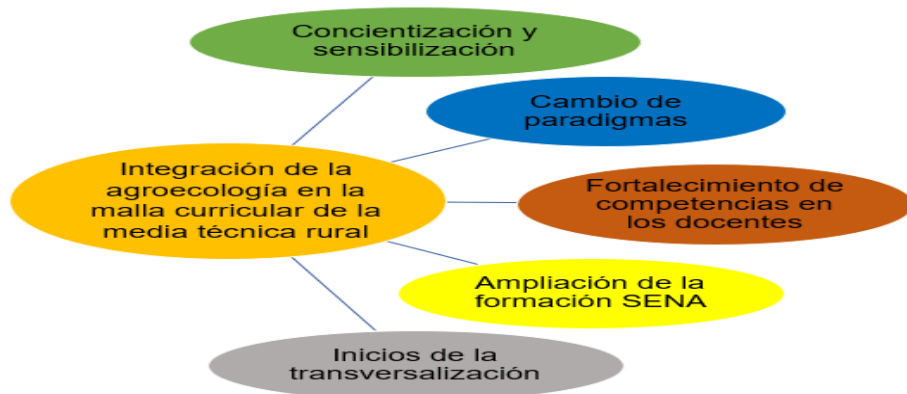 Concientización y
sensibilización
Cambio de
paradigmas
Integración de la
agroecología en la
malla curricular de la
media técnica rural
Fortalecimiento de
competencias en
los docentes
Ampliación de la
formación SENA
Inicios de la
transversalización